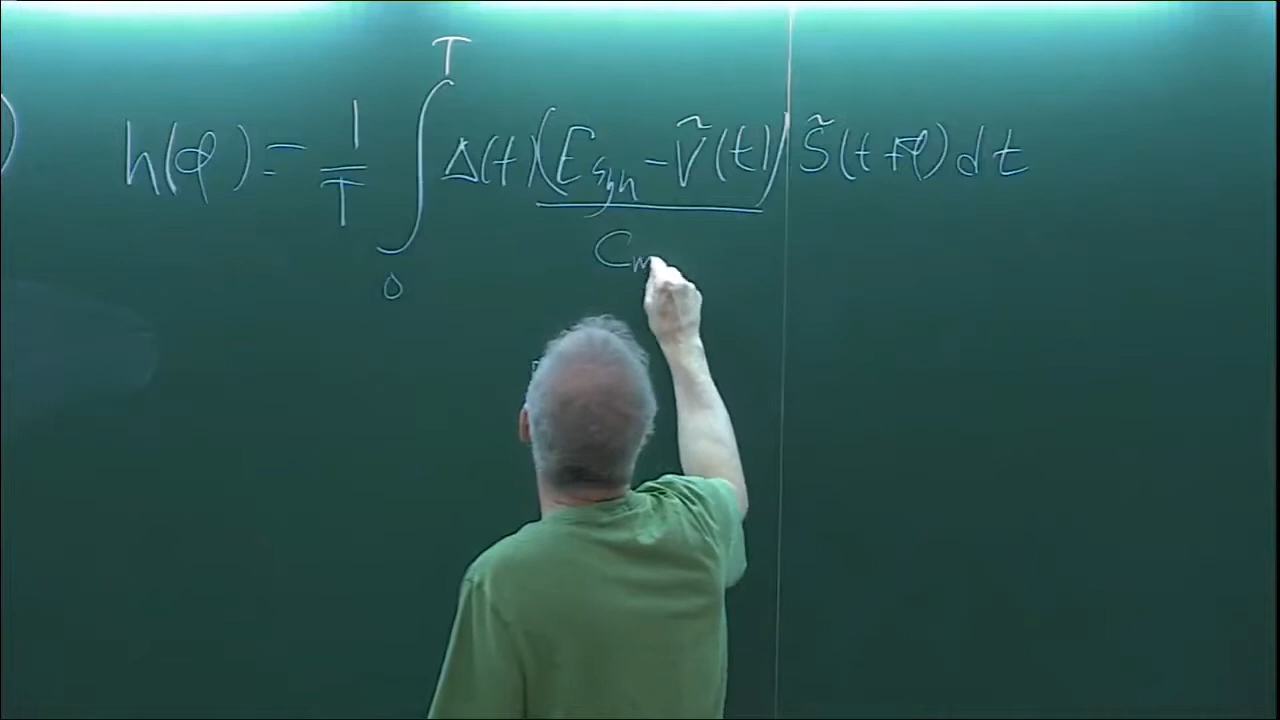 h(φ) = 1/T ∫₀ᵀ Δ(t) (E_syn − Ṽ(t))/C_m S̃(t+φ) dt